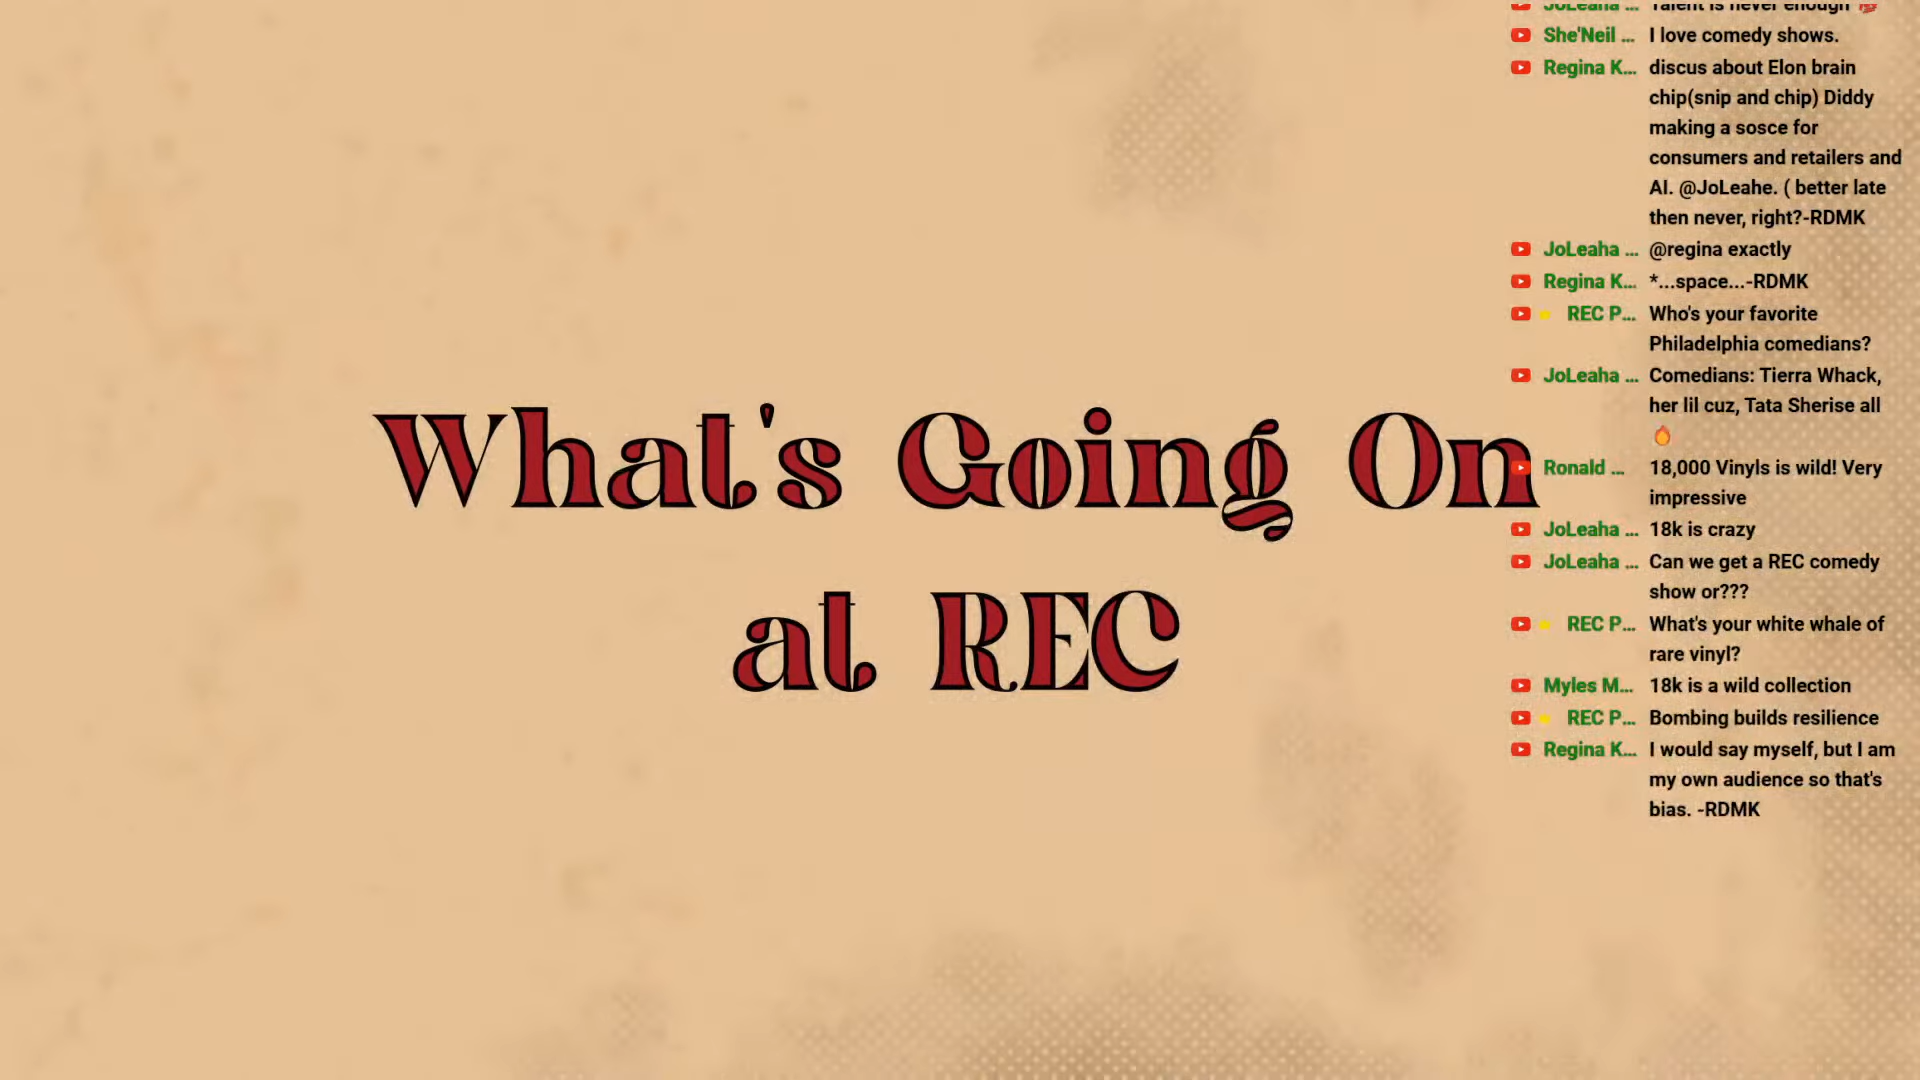 What's Going On
at REC
JoLeaha ... Talent is never enough 💯
She'Neil ... I love comedy shows.
Regina K... discus about Elon brain
chip(snip and chip) Diddy
making a sosce for
consumers and retailers and
AI. @JoLeahe. ( better late
then never, right?-RDMK
JoLeaha ... @regina exactly
Regina K... *...space...-RDMK
REC P... Who's your favorite
Philadelphia comedians?
JoLeaha ... Comedians: Tierra Whack,
her lil cuz, Tata Sherise all
🔥
Ronald ... 18,000 Vinyls is wild! Very
impressive
JoLeaha ... 18k is crazy
JoLeaha ... Can we get a REC comedy
show or???
REC P... What's your white whale of
rare vinyl?
Myles M... 18k is a wild collection
REC P... Bombing builds resilience
Regina K... I would say myself, but I am
my own audience so that's
bias. -RDMK